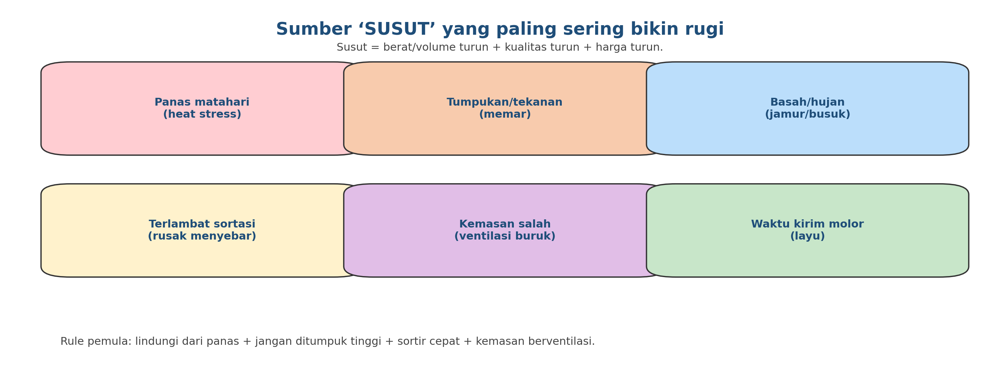 Sumber ‘SUSUT’ yang paling sering bikin rugi
Susut = berat/volume turun + kualitas turun + harga turun.
Panas matahari
(heat stress)
Tumpukan/tekanan
(memar)
Basah/hujan
(jamur/busuk)
Terlambat sortasi
(rusak menyebar)
Kemasan salah
(ventilasi buruk)
Waktu kirim molor
(layu)
Rule pemula: lindungi dari panas + jangan ditumpuk tinggi + sortir cepat + kemasan berventilasi.